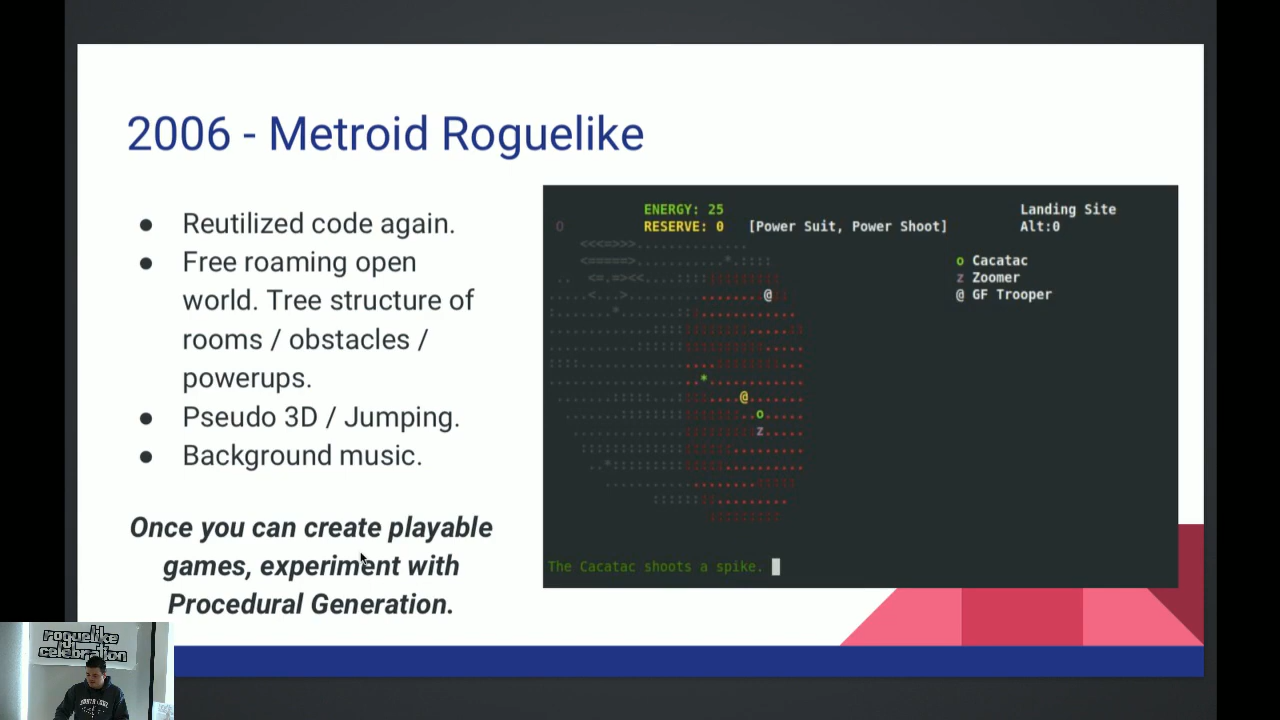 2006 - Metroid Roguelike
● Reutilized code again.
● Free roaming open
world. Tree structure of
rooms / obstacles /
powerups.
● Pseudo 3D / Jumping.
● Background music.
Once you can create playable
games, experiment with
Procedural Generation.
ENERGY: 25
RESERVE: 0 [Power Suit, Power Shoot]
Landing Site
Alt:0
o Cacatac
z Zoomer
@ GF Trooper
@
@
o
z
The Cacatac shoots a spike.
roguelike
celebration